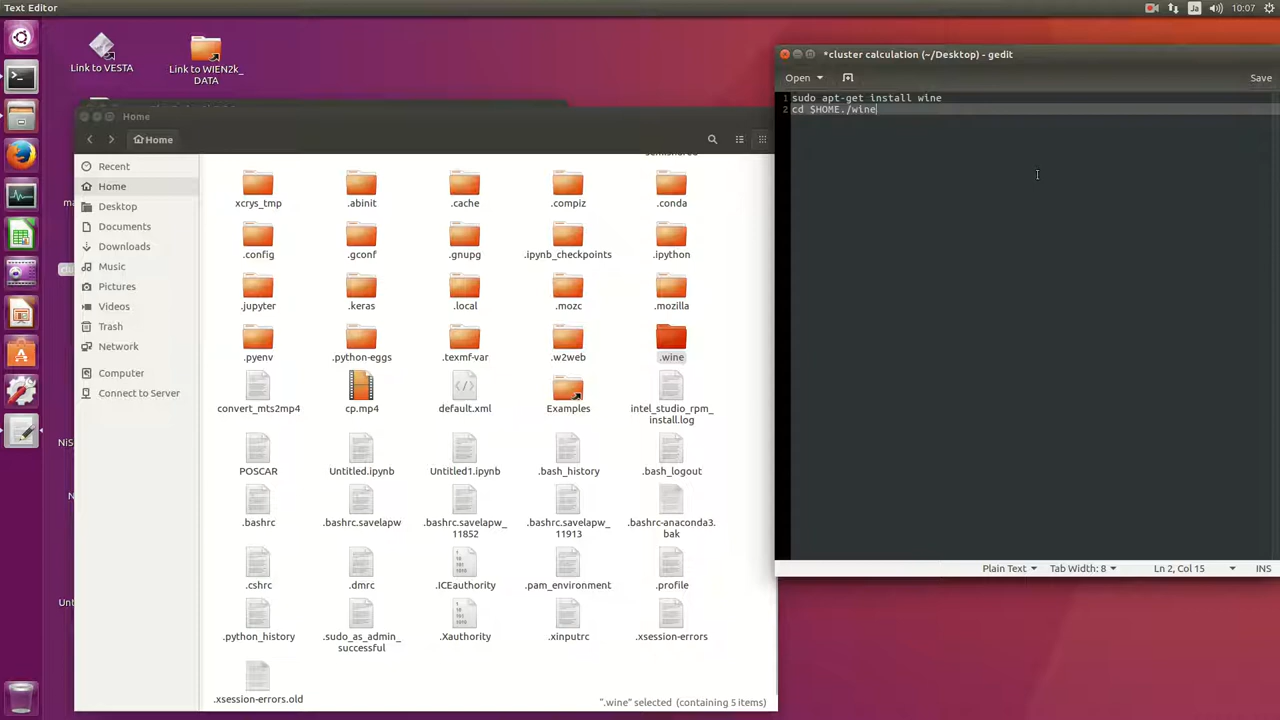 Text Editor
Ja
10:07
Link to VESTA
Link to WIEN2k_
DATA
Home
Home
Recent
Home
Desktop
Documents
Downloads
Music
Pictures
Videos
Trash
Network
Computer
Connect to Server
xcrys_tmp
.abinit
.cache
.compiz
.conda
.config
.gconf
.gnupg
.ipynb_checkpoints
.ipython
.jupyter
.keras
.local
.mozc
.mozilla
.pyenv
.python-eggs
.texmf-var
.w2web
.wine
convert_mts2mp4
cp.mp4
default.xml
Examples
intel_studio_rpm_
install.log
POSCAR
Untitled.ipynb
Untitled1.ipynb
.bash_history
.bash_logout
.bashrc
.bashrc.savelapw
.bashrc.savelapw_
11852
.bashrc.savelapw_
11913
.bashrc-anaconda3.
bak
.cshrc
.dmrc
.ICEauthority
.pam_environment
.profile
.python_history
.sudo_as_admin_
successful
.Xauthority
.xinputrc
.xsession-errors
.xsession-errors.old
".wine" selected (containing 5 items)
*cluster calculation (~/Desktop) - gedit
Open
Save
1 sudo apt-get install wine
2 cd $HOME./wine
Plain Text
Tab Width: 8
Ln 2, Col 15
INS